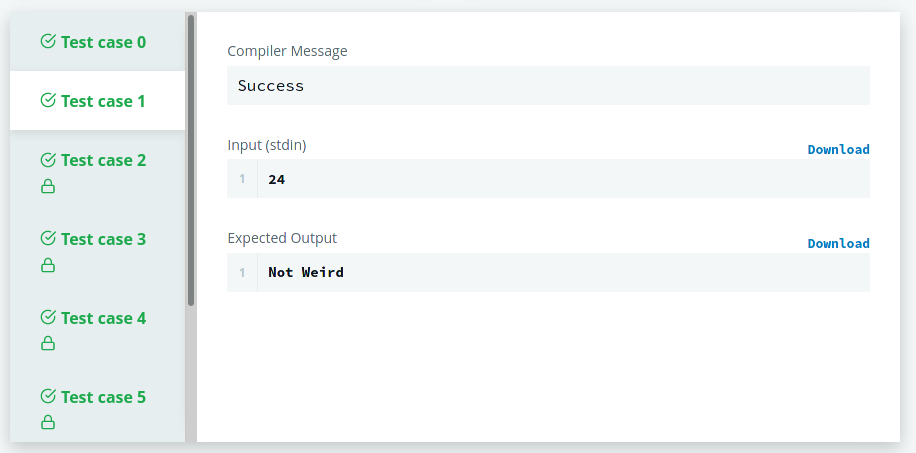 Test case 0
Test case 1
Test case 2
Test case 3
Test case 4
Test case 5
Compiler Message
Success
Input (stdin)
Download
1 24
Expected Output
Download
1 Not Weird